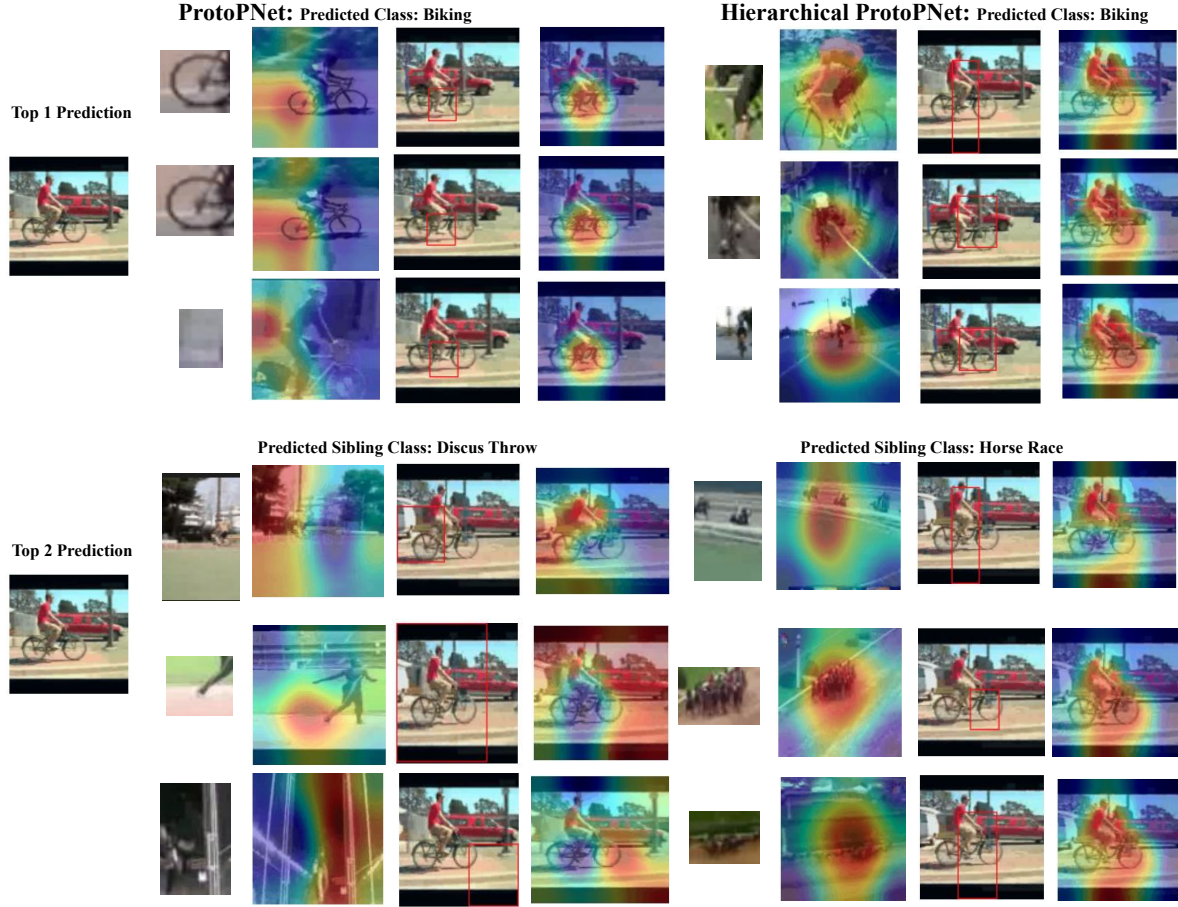 ProtoPNet: Predicted Class: Biking
Hierarchical ProtoPNet: Predicted Class: Biking
Top 1 Prediction
Predicted Sibling Class: Discus Throw
Predicted Sibling Class: Horse Race
Top 2 Prediction